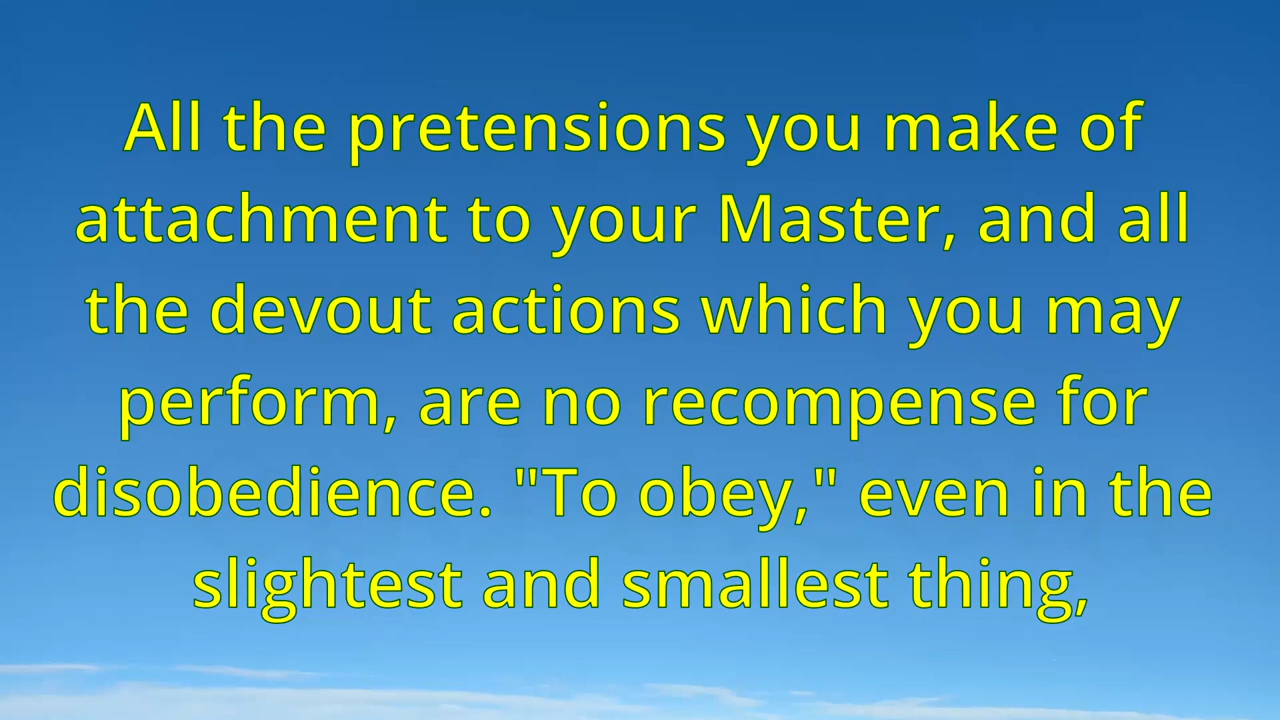 All the pretensions you make of
attachment to your Master, and all
the devout actions which you may
perform, are no recompense for
disobedience. "To obey," even in the
slightest and smallest thing,